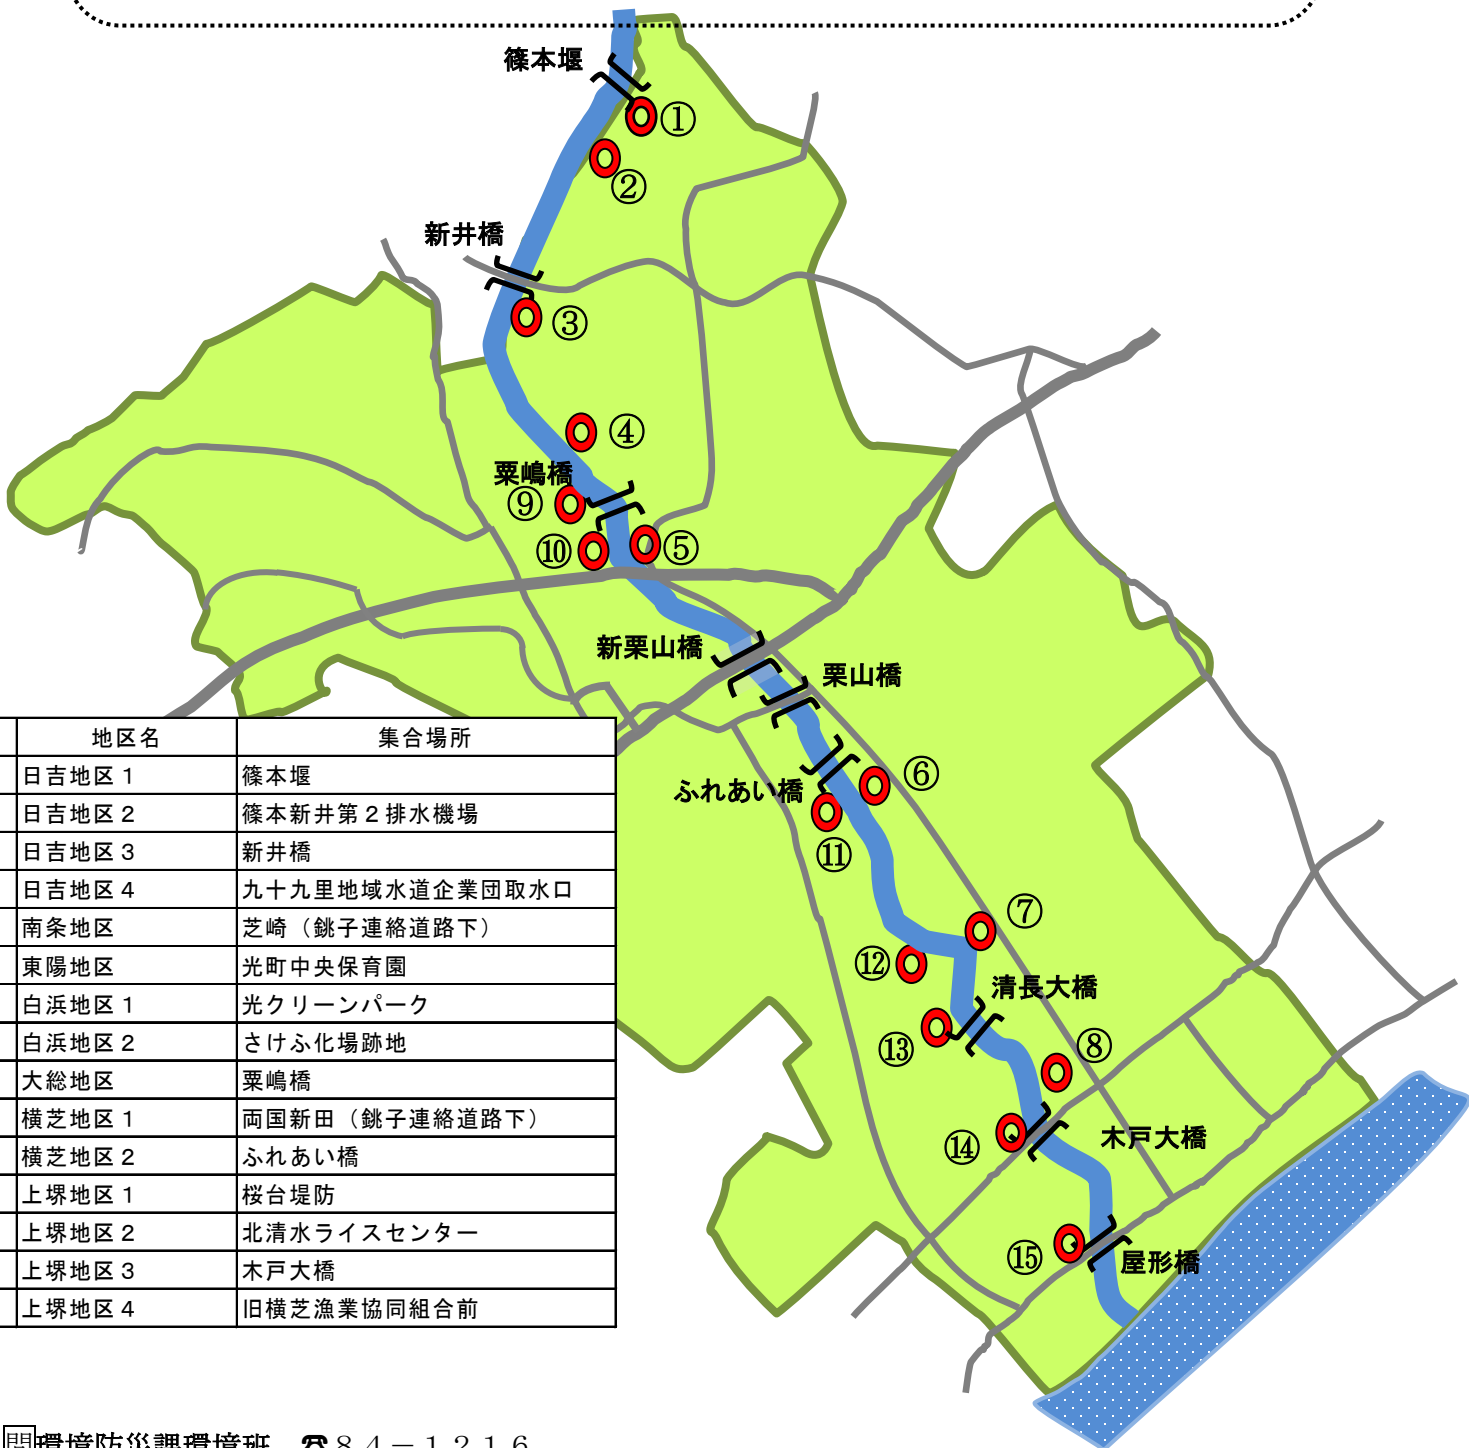 篠本堰
①
②
新井橋
③
④
粟嶋橋
⑨
⑩
⑤
新栗山橋
栗山橋
⑥
ふれあい橋
⑪
⑦
⑫
清長大橋
⑬
⑧
⑭
木戸大橋
⑮
屋形橋
地区名 集合場所
日吉地区1 篠本堰
日吉地区2 篠本新井第2排水機場
日吉地区3 新井橋
日吉地区4 九十九里地域水道企業団取水口
南条地区 芝崎（銚子連絡道路下）
東陽地区 光町中央保育園
白浜地区1 光クリーンパーク
白浜地区2 さけふ化場跡地
大総地区 粟嶋橋
横芝地区1 両国新田（銚子連絡道路下）
横芝地区2 ふれあい橋
上堺地区1 桜台堤防
上堺地区2 北清水ライスセンター
上堺地区3 木戸大橋
上堺地区4 旧横芝漁業協同組合前
問環境防災課環境班 ☎84－1216